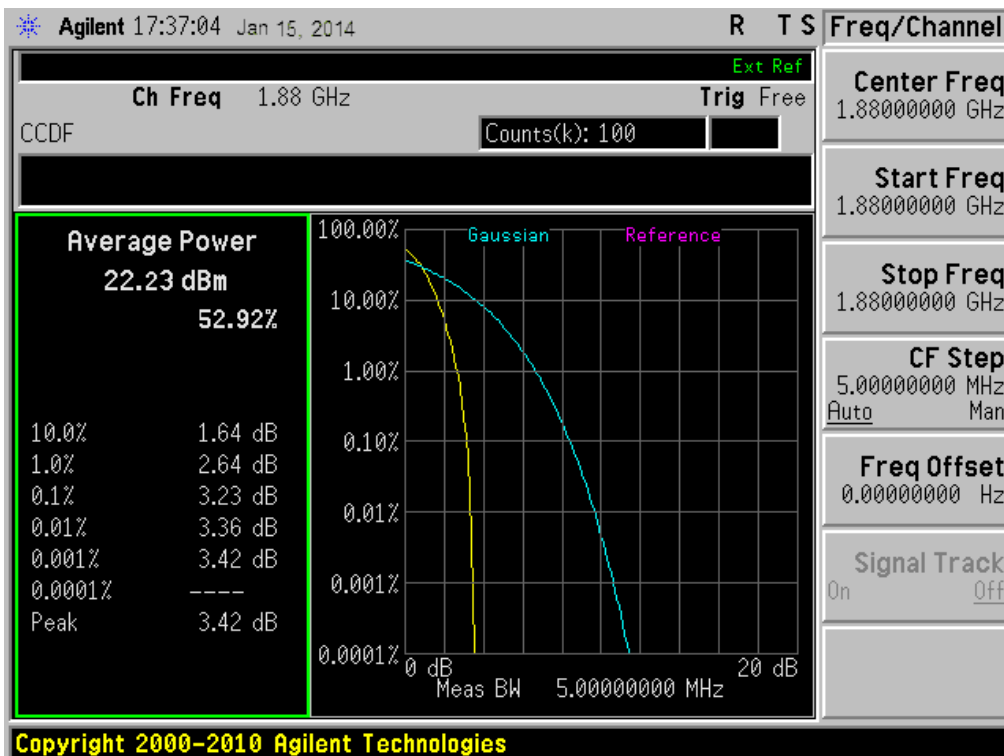 Agilent 17:37:04 Jan 15, 2014 R T S
Ext Ref
Ch Freq 1.88 GHz Trig Free
CCDF Counts(k): 100
Average Power
22.23 dBm
52.92%
10.0% 1.64 dB
1.0% 2.64 dB
0.1% 3.23 dB
0.01% 3.36 dB
0.001% 3.42 dB
0.0001% ----
Peak 3.42 dB
Gaussian Reference
100.00%
10.00%
1.00%
0.10%
0.01%
0.001%
0.0001%
0 dB 20 dB
Meas BW 5.00000000 MHz
Freq/Channel
Center Freq
1.88000000 GHz
Start Freq
1.88000000 GHz
Stop Freq
1.88000000 GHz
CF Step
5.00000000 MHz
Auto Man
Freq Offset
0.00000000 Hz
Signal Track
On Off
Copyright 2000-2010 Agilent Technologies